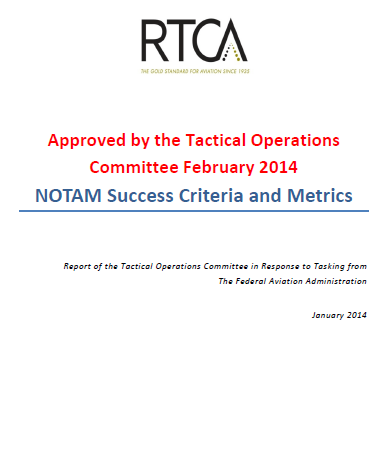 RTCA
THE GOLD STANDARD FOR AVIATION SINCE 1935
Approved by the Tactical Operations
Committee February 2014
NOTAM Success Criteria and Metrics
Report of the Tactical Operations Committee in Response to Tasking from
The Federal Aviation Administration
January 2014